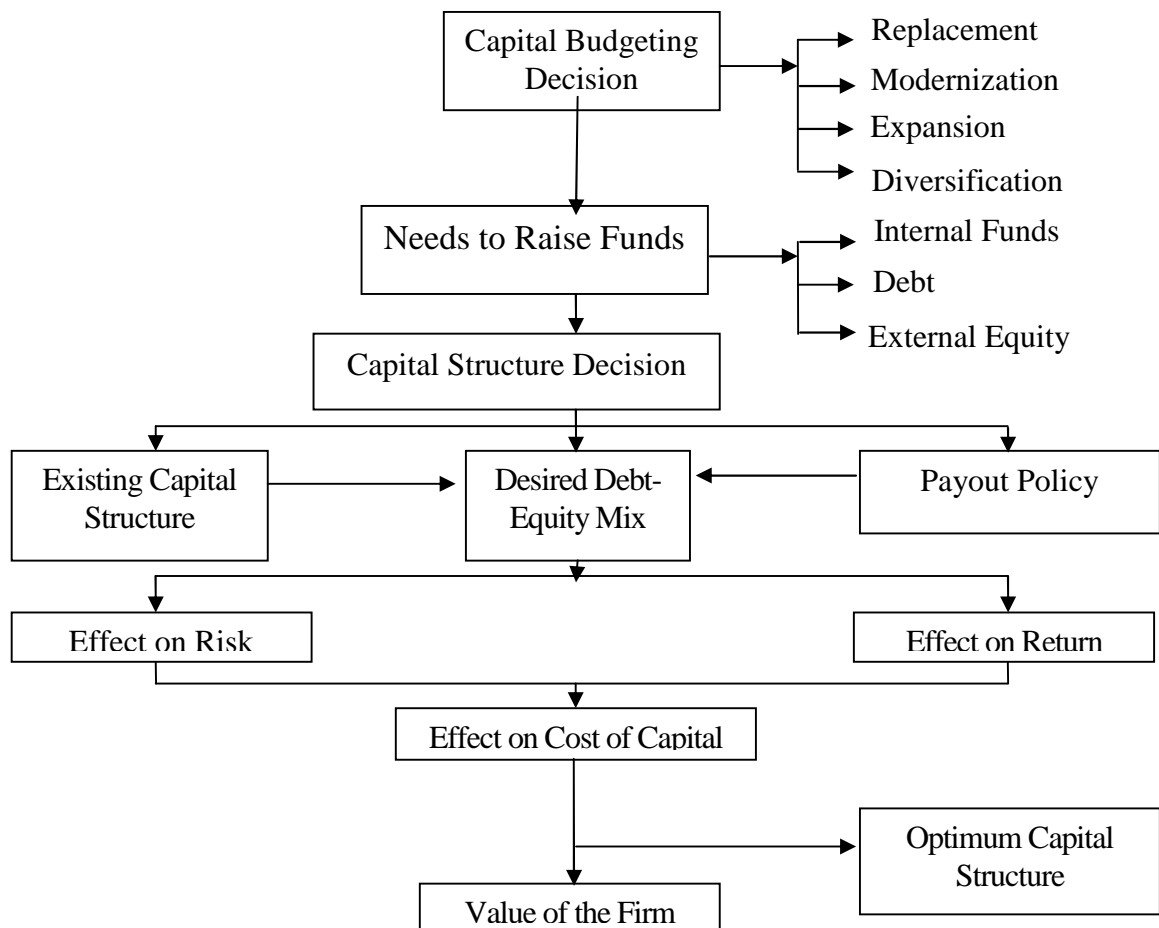 Capital Budgeting
Decision
Replacement
Modernization
Expansion
Diversification
Needs to Raise Funds
Internal Funds
Debt
External Equity
Capital Structure Decision
Existing Capital
Structure
Desired Debt-
Equity Mix
Payout Policy
Effect on Risk
Effect on Return
Effect on Cost of Capital
Optimum Capital
Structure
Value of the Firm